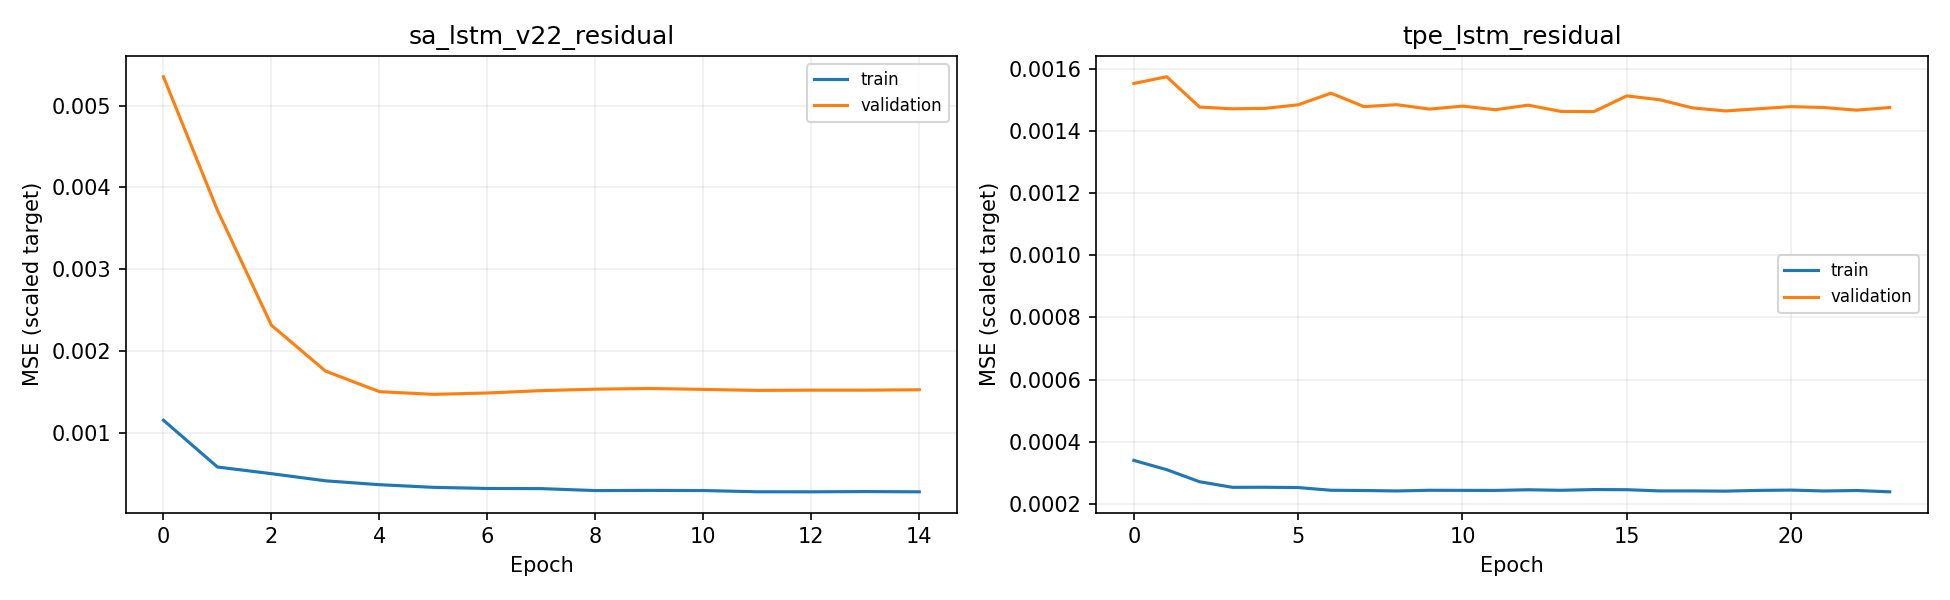 sa_lstm_v22_residual
train
validation
MSE (scaled target)
0.005
0.004
0.003
0.002
0.001
0 2 4 6 8 10 12 14
Epoch
tpe_lstm_residual
train
validation
MSE (scaled target)
0.0016
0.0014
0.0012
0.0010
0.0008
0.0006
0.0004
0.0002
0 5 10 15 20
Epoch